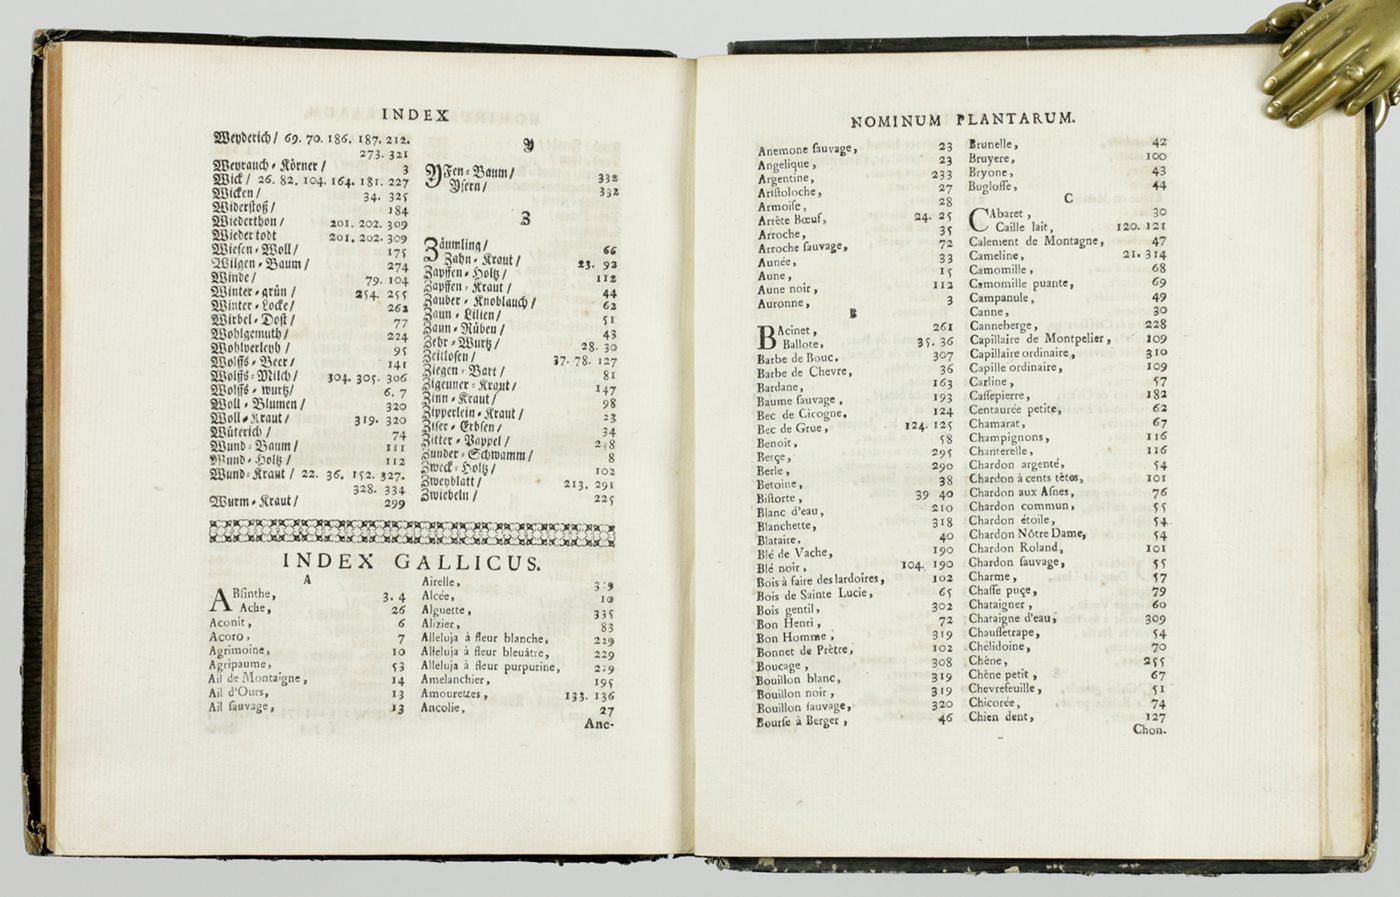 INDEX
Weyderich / 69. 70. 186. 187. 212.
273. 321
Weyrauch⸗Körner / 3
Wick / 26. 82. 104. 164. 181. 227
Wicken / 34. 325
Widerstoß / 184
Wiederthon / 201. 202. 309
Wiedertodt 201. 202. 309
Wiesen⸗Woll / 175
Wilgen⸗Baum / 274
Winde / 79. 104
Winter⸗grün / 254. 255
Winter⸗Locke / 262
Wirbel⸗Dost / 77
Wohlgemuth / 224
Wohlverleyh / 95
Wolffs⸗Beer / 141
Wolffs⸗Milch / 304. 305. 306
Wolffs⸗wurtz / 6. 7
Woll⸗Blumen / 320
Woll⸗Kraut / 319. 320
Wüterich / 74
Wund⸗Baum / 111
Wund⸗Holtz / 112
Wund⸗Kraut / 22. 36. 152. 327.
328. 334
Wurm⸗Kraut / 299
Y
YFen⸗Baum / 332
Ysern / 332
Z
Zäumling / 66
Zahn⸗Kraut / 23. 92
Zapffen⸗Holtz / 112
Zapffen⸗Kraut / 44
Zauber⸗Knoblauch / 62
Zaun⸗Lilien / 51
Zaun⸗Rüben / 43
Zehr⸗Wurtz / 28. 30
Zeitlosen / 37. 78. 127
Ziegen⸗Bart / 81
Zigeuner⸗Kraut / 147
Zinn⸗Kraut / 98
Zipperlein⸗Kraut / 23
Ziser⸗Erbsen / 34
Zitter⸗Pappel /
Zunder⸗Schwamm / 8
Zweck⸗Holtz / 102
Zweyblatt / 213. 291
Zwiebeln / 225
INDEX GALLICUS.
A
ABſinthe, 3. 4
Ache, 26
Aconit, 6
Acoro, 7
Agrimoine, 10
Agripaume, 53
Ail de Montaigne, 14
Ail d'Ours, 13
Ail ſauvage, 13
Airelle,
Alcée, 10
Alguette, 335
Alizier, 83
Alleluja à fleur blanche, 229
Alleluja à fleur bleuâtre, 229
Alleluja à fleur purpurine, 229
Amelanchier, 195
Amouretzes, 133. 136
Ancolie, 27
Anc-
NOMINUM PLANTARUM.
Anemone ſauvage, 23
Angelique, 23
Argentine, 233
Ariſtoloche, 27
Armoiſe, 28
Arrête Bœuf, 24. 25
Arroche, 35
Arroche ſauvage, 72
Aunée, 33
Aune, 15
Aune noir, 112
Auronne, 3
B
BAcinet, 261
Ballote, 35. 36
Barbe de Bouc, 307
Barbe de Chevre, 36
Bardane, 163
Baume ſauvage, 193
Bec de Cicogne, 124
Bec de Grue, 124. 125
Benoit, 58
Berçe, 295
Berle, 290
Betoine, 38
Biſtorte, 39 40
Blanc d'eau, 210
Blanchette, 318
Blataire, 40
Blé de Vache, 190
Blé noir, 104. 190
Bois à faire des lardoires, 102
Bois de Sainte Lucie, 65
Bois gentil, 302
Bon Henri, 72
Bon Homme, 319
Bonnet de Prètre, 102
Boucage, 308
Bouillon blanc, 319
Bouillon noir, 319
Bouillon ſauvage, 320
Bourſe à Berger, 46
Brunelle, 42
Bruyere, 100
Bryone, 43
Bugloſſe, 44
C
CAbaret, 30
Caille lait, 120. 121
Calement de Montagne, 47
Cameline, 21. 314
Camomille, 68
Camomille puante, 69
Campanule, 49
Canne, 30
Canneberge, 228
Capillaire de Montpelier, 109
Capillaire ordinaire, 310
Capille ordinaire, 109
Carline, 57
Caſſepierre, 182
Centaurée petite, 62
Chamarat, 67
Champignons, 116
Chanterelle, 116
Chardon argenté, 54
Chardon à cents têtes, 101
Chardon aux Aſnes, 76
Chardon commun, 55
Chardon étoile, 54
Chardon Nôtre Dame, 54
Chardon Roland, 101
Chardon ſauvage, 55
Charme, 57
Chaſſe puçe, 79
Chataigner, 60
Chataigne d'eau, 309
Chauſſetrape, 54
Chélidoine, 70
Chêne, 255
Chêne petit, 67
Chevrefeuille, 51
Chicorée, 74
Chien dent, 127
Chon-